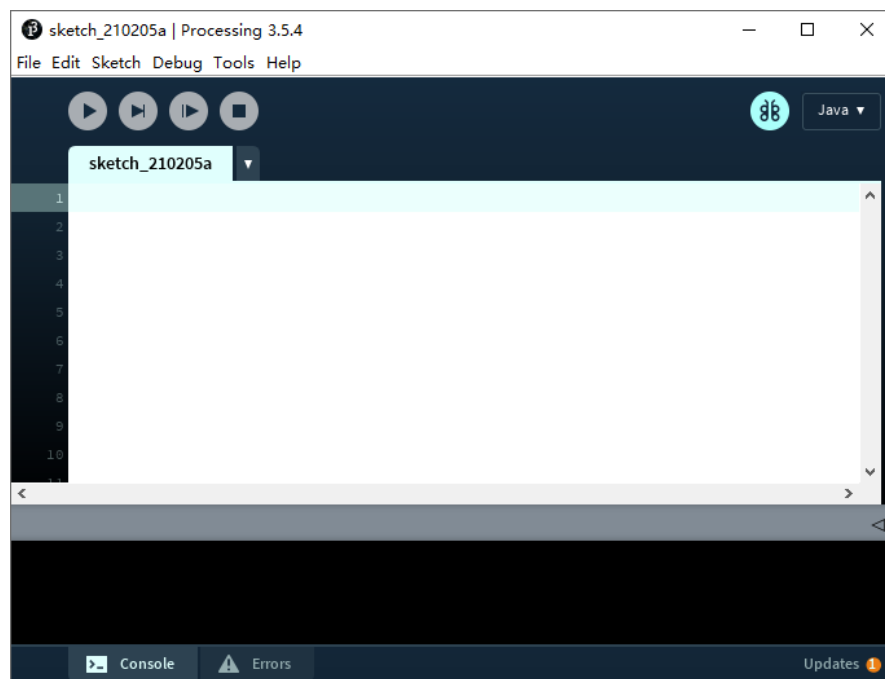 sketch_210205a | Processing 3.5.4
File Edit Sketch Debug Tools Help
Java ▼
sketch_210205a ▼
1
2
3
4
5
6
7
8
9
10
11
Console Errors Updates 1